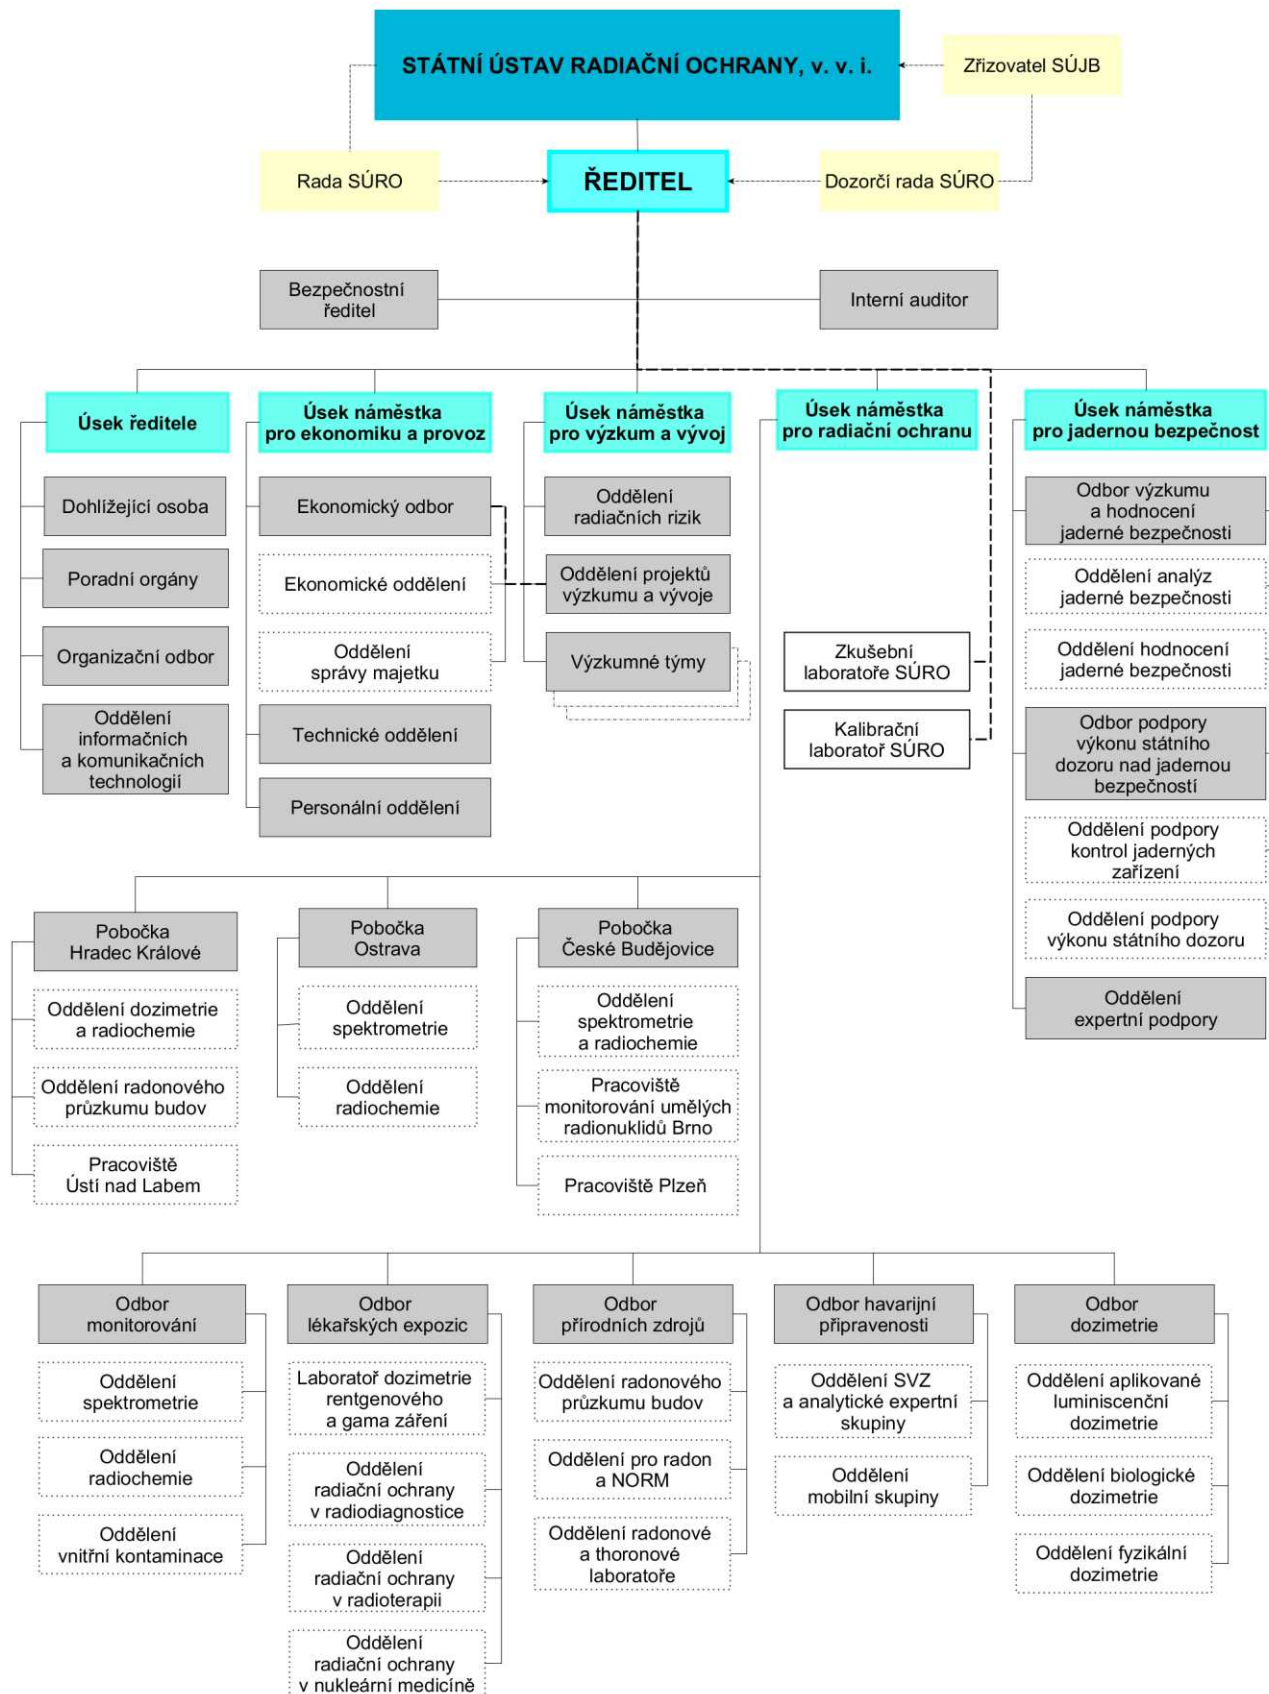 STÁTNÍ ÚSTAV RADIAČNÍ OCHRANY, v. v. i.
Zřizovatel SÚJB
Rada SÚRO
ŘEDITEL
Dozorčí rada SÚRO
Bezpečnostní
ředitel
Interní auditor
Úsek ředitele
Úsek náměstka
pro ekonomiku a provoz
Úsek náměstka
pro výzkum a vývoj
Úsek náměstka
pro radiační ochranu
Úsek náměstka
pro jadernou bezpečnost
Dohlížející osoba
Poradní orgány
Organizační odbor
Oddělení
informačních
a komunikačních
technologií
Ekonomický odbor
Ekonomické oddělení
Oddělení
správy majetku
Technické oddělení
Personální oddělení
Oddělení
radiačních rizik
Oddělení projektů
výzkumu a vývoje
Výzkumné týmy
Zkušební
laboratoře SÚRO
Kalibrační
laboratoř SÚRO
Odbor výzkumu
a hodnocení
jaderné bezpečnosti
Oddělení analýz
jaderné bezpečnosti
Oddělení hodnocení
jaderné bezpečnosti
Odbor podpory
výkonu státního
dozoru nad jadernou
bezpečností
Oddělení podpory
kontrol jaderných
zařízení
Oddělení podpory
výkonu státního dozoru
Oddělení
expertní podpory
Pobočka
Hradec Králové
Oddělení dozimetrie
a radiochemie
Oddělení radonového
průzkumu budov
Pracoviště
Ústí nad Labem
Pobočka
Ostrava
Oddělení
spektrometrie
Oddělení
radiochemie
Pobočka
České Budějovice
Oddělení
spektrometrie
a radiochemie
Pracoviště
monitorování umělých
radionuklidů Brno
Pracoviště Plzeň
Odbor
monitorování
Oddělení
spektrometrie
Oddělení
radiochemie
Oddělení
vnitřní kontaminace
Odbor
lékařských expozic
Laboratoř dozimetrie
rentgenového
a gama záření
Oddělení
radiační ochrany
v radiodiagnostice
Oddělení
radiační ochrany
v radioterapii
Oddělení
radiační ochrany
v nukleární medicíně
Odbor
přírodních zdrojů
Oddělení radonového
průzkumu budov
Oddělení pro radon
a NORM
Oddělení radonové
a thoronové
laboratoře
Odbor havarijní
připravenosti
Oddělení SVZ
a analytické expertní
skupiny
Oddělení
mobilní skupiny
Odbor
dozimetrie
Oddělení aplikované
luminiscenční
dozimetrie
Oddělení biologické
dozimetrie
Oddělení fyzikální
dozimetrie